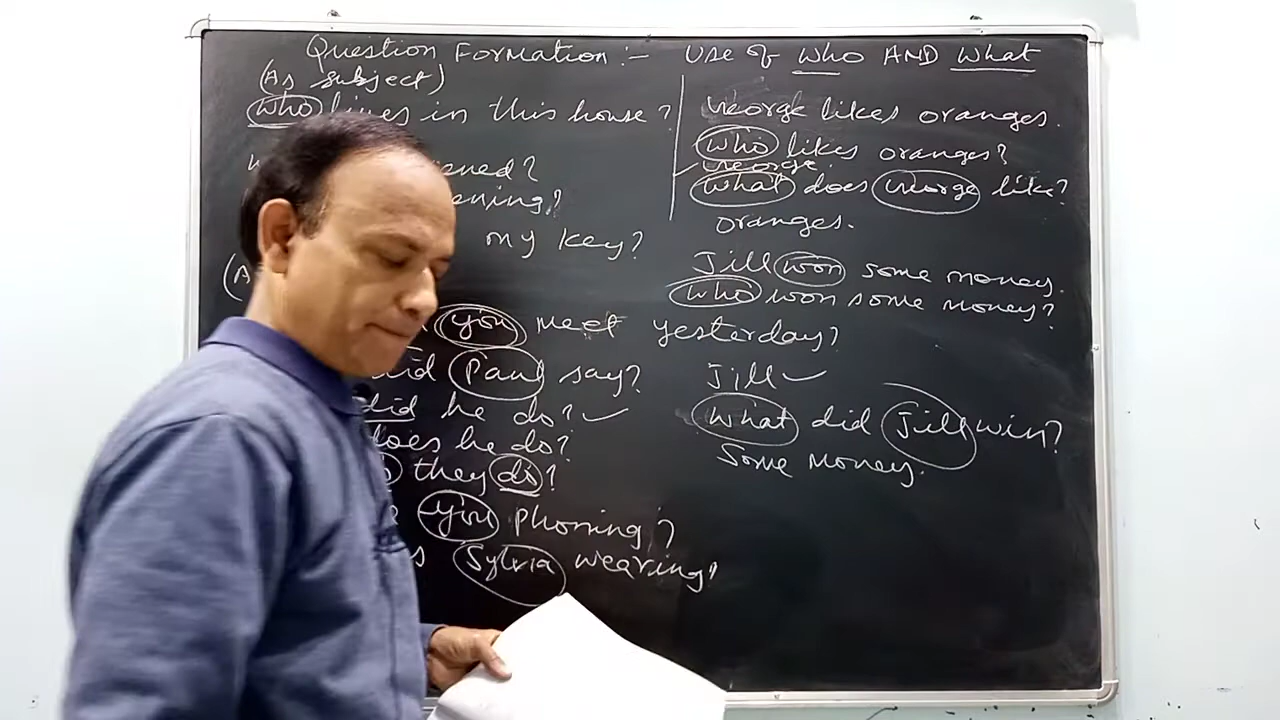 Question Formation :- Use of Who AND What
(As subject)
Who lives in this house?
my key?
you meet yesterday?
did Paul say?
did he do? ✓
does he do?
they do?
you phoning?
Sylvia wearing?
George likes oranges.
Who likes oranges?
George.
What does George like?
oranges.
Jill won some money.
Who won some money?
Jill ✓
What did Jill win?
Some money.